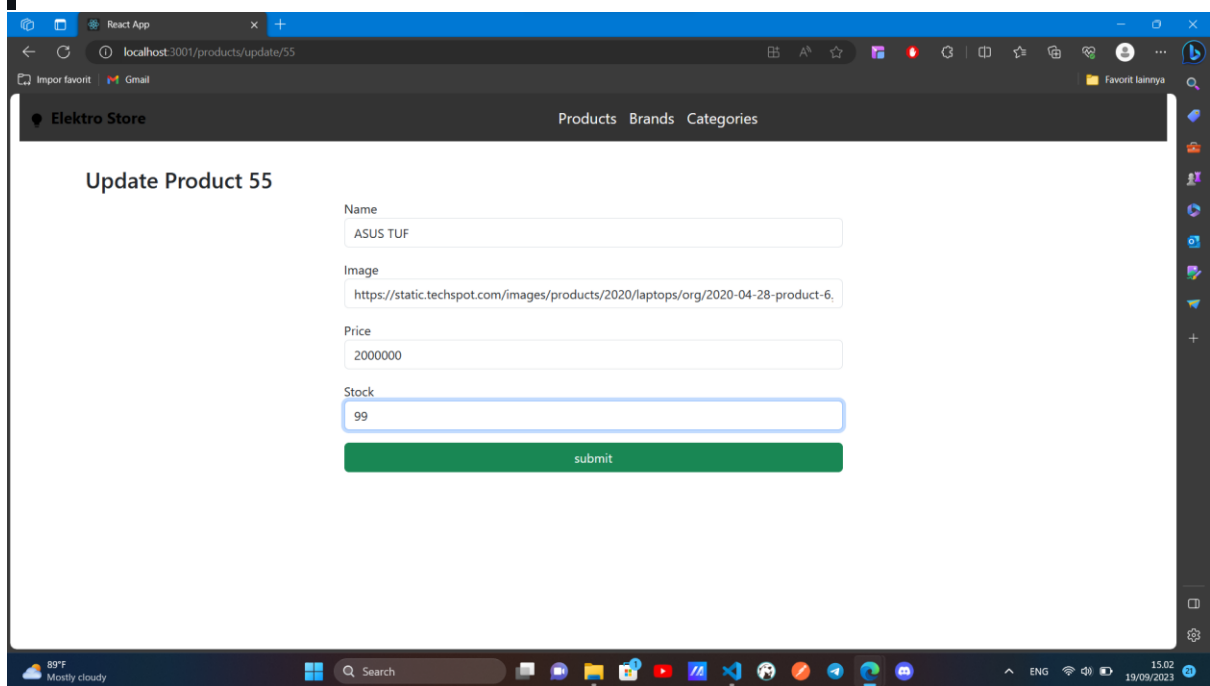 React App
localhost:3001/products/update/55
Impor favorit
Gmail
Favorit lainnya
Elektro Store
Products Brands Categories
Update Product 55
Name
ASUS TUF
Image
https://static.techspot.com/images/products/2020/laptops/org/2020-04-28-product-6.
Price
2000000
Stock
99
submit
89°F
Mostly cloudy
Search
1
ENG
15.02
19/09/2023
21